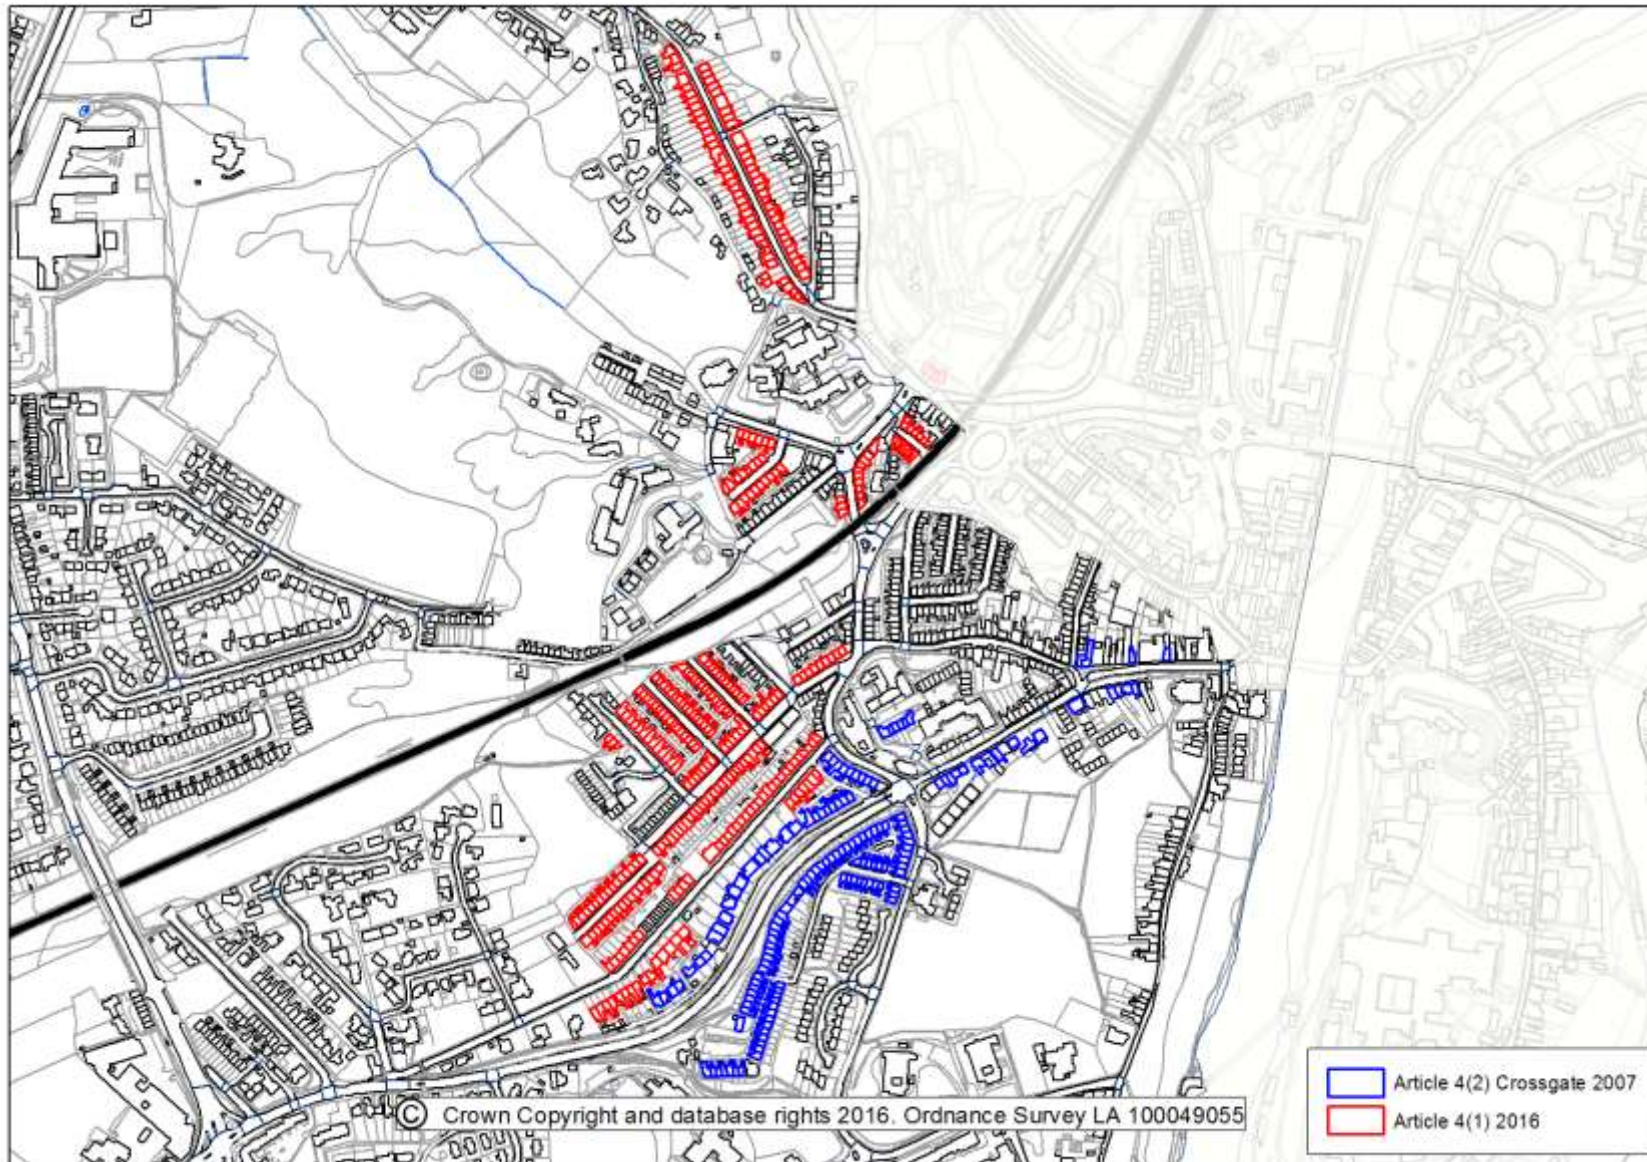 © Crown Copyright and database rights 2016. Ordnance Survey LA 100049055
Article 4(2) Crossgate 2007
Article 4(1) 2016